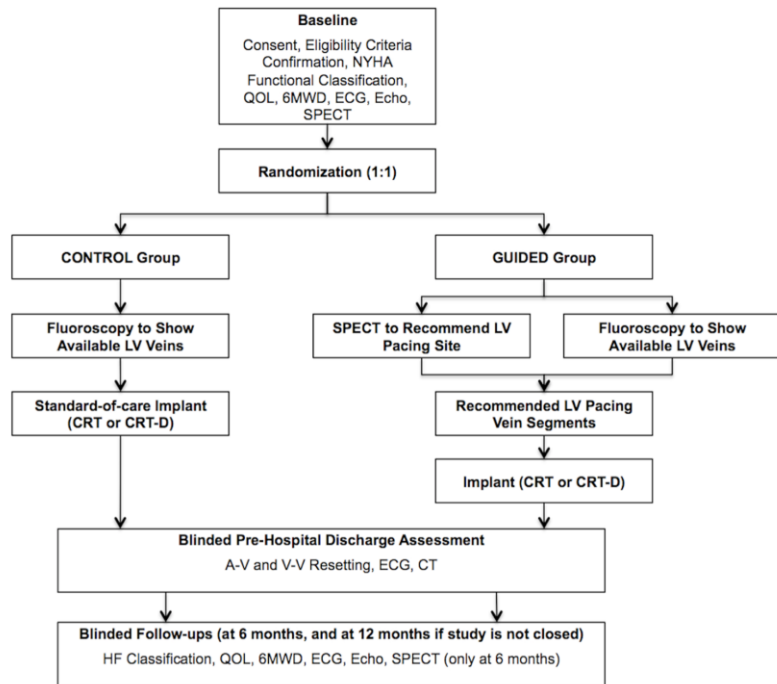 Baseline
Consent, Eligibility Criteria
Confirmation, NYHA
Functional Classification,
QOL, 6MWD, ECG, Echo,
SPECT
Randomization (1:1)
CONTROL Group
GUIDED Group
Fluoroscopy to Show
Available LV Veins
SPECT to Recommend LV
Pacing Site
Fluoroscopy to Show
Available LV Veins
Standard-of-care Implant
(CRT or CRT-D)
Recommended LV Pacing
Vein Segments
Implant (CRT or CRT-D)
Blinded Pre-Hospital Discharge Assessment
A-V and V-V Resetting, ECG, CT
Blinded Follow-ups (at 6 months, and at 12 months if study is not closed)
HF Classification, QOL, 6MWD, ECG, Echo, SPECT (only at 6 months)